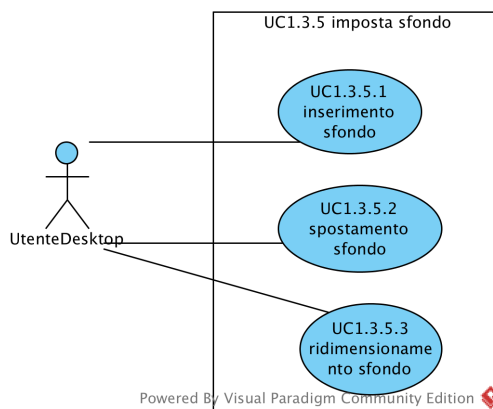 UC1.3.5 imposta sfondo
UC1.3.5.1
inserimento
sfondo
UtenteDesktop
UC1.3.5.2
spostamento
sfondo
UC1.3.5.3
ridimensioname
nto sfondo
Powered By Visual Paradigm Community Edition